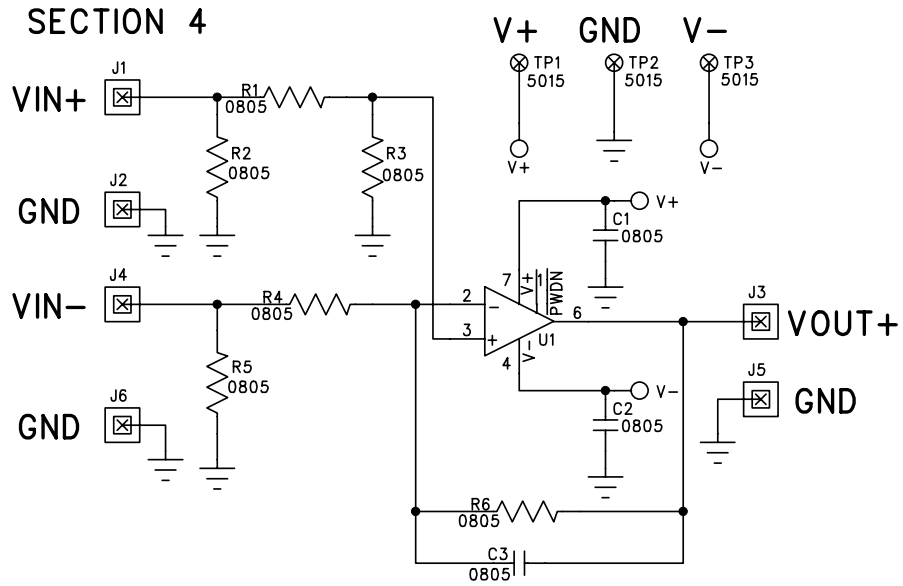 SECTION 4
V+ GND V-
TP1 TP2 TP3
5015 5015 5015
V+ V-
J1
VIN+
R1
0805
R2
0805
R3
0805
J2
GND
V+
C1
0805
J4
VIN-
R4
0805
R5
0805
7 V+ 1 PWDN
2 -
3 +
6
U1
4 V-
J3
VOUT+
J5
GND
V-
C2
0805
J6
GND
R6
0805
C3
0805